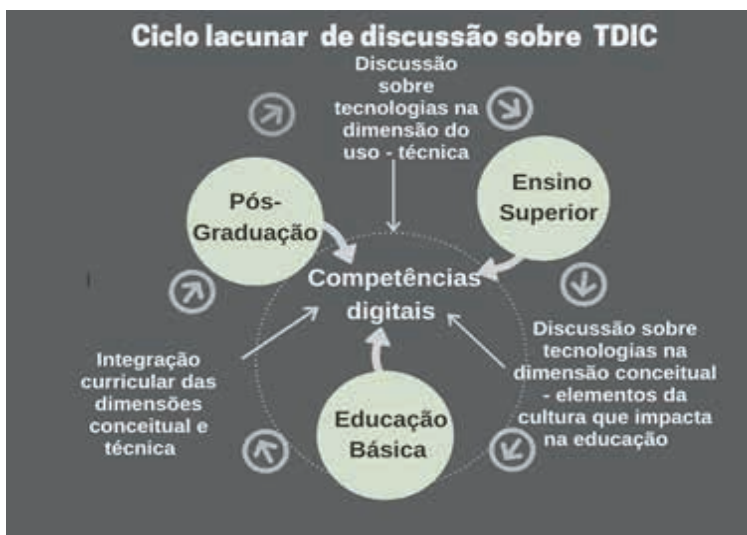 Ciclo lacunar de discussão sobre TDIC
Discussão
sobre
tecnologias na
dimensão do
uso - técnica
Pós-
Graduação
Ensino
Superior
Competências
digitais
Integração
curricular das
dimensões
conceitual e
técnica
Discussão sobre
tecnologias na
dimensão conceitual
- elementos da
cultura que impacta
na educação
Educação
Básica